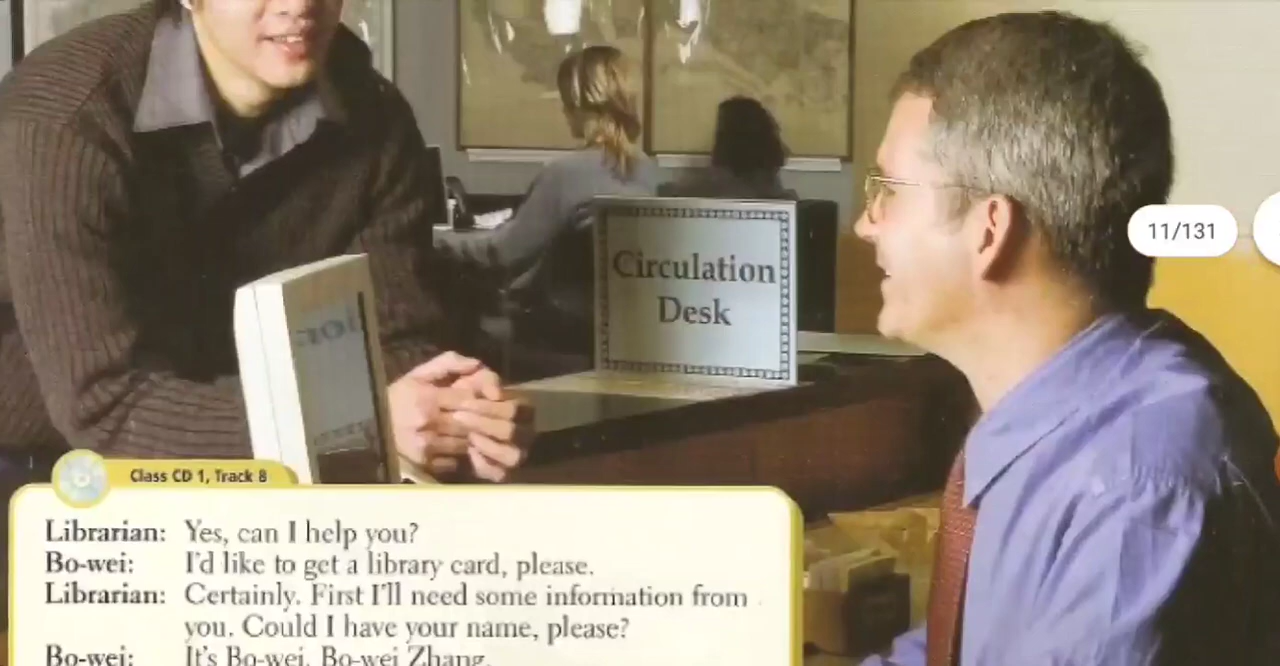 11/131
Circulation
Desk
Class CD 1, Track 8
Librarian: Yes, can I help you?
Bo-wei: I'd like to get a library card, please.
Librarian: Certainly. First I'll need some information from
you. Could I have your name, please?
Bo-wei: It's Bo-wei. Bo-wei Zhang.